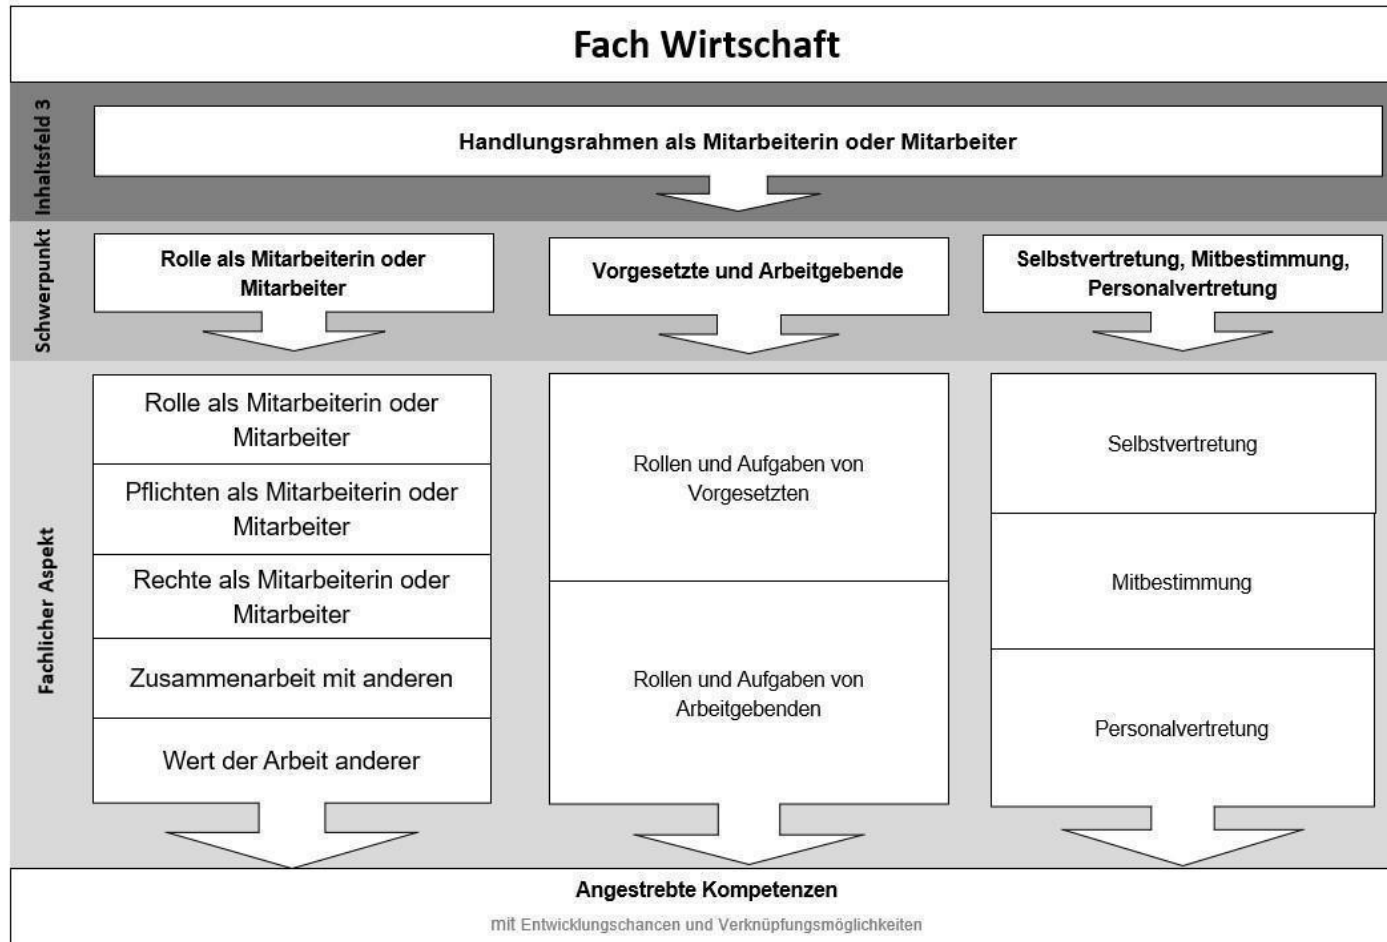 Fach Wirtschaft
Inhaltsfeld 3
Handlungsrahmen als Mitarbeiterin oder Mitarbeiter
Schwerpunkt
Rolle als Mitarbeiterin oder
Mitarbeiter
Vorgesetzte und Arbeitgebende
Selbstvertretung, Mitbestimmung,
Personalvertretung
Fachlicher Aspekt
Rolle als Mitarbeiterin oder
Mitarbeiter
Pflichten als Mitarbeiterin oder
Mitarbeiter
Rechte als Mitarbeiterin oder
Mitarbeiter
Zusammenarbeit mit anderen
Wert der Arbeit anderer
Rollen und Aufgaben von
Vorgesetzten
Rollen und Aufgaben von
Arbeitgebenden
Selbstvertretung
Mitbestimmung
Personalvertretung
Angestrebte Kompetenzen
mit Entwicklungschancen und Verknüpfungsmöglichkeiten